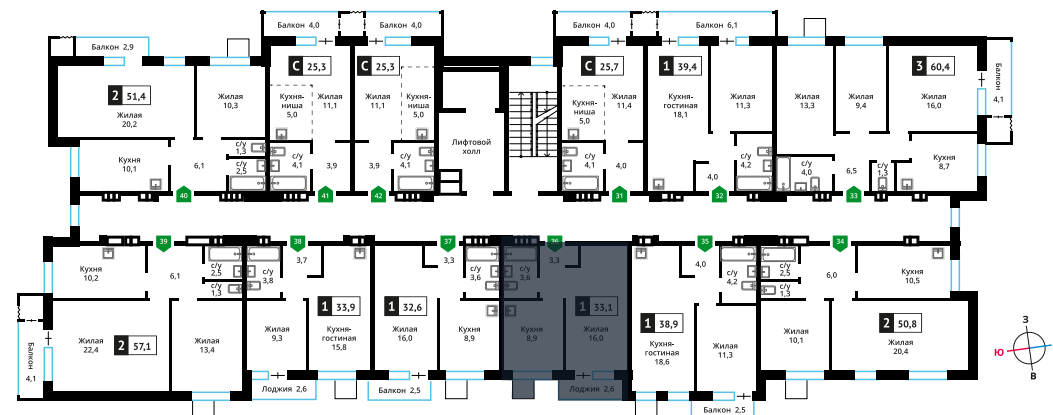 Балкон 4,0
Балкон 4,0
Балкон 4,0
Балкон 6,1
Балкон 2,9
С 25,3
С 25,3
С 25,7
1 39,4
3 60,4
Балкон 4,1
2 51,4
Жилая 20,2
Жилая 10,3
Кухня-ниша 5,0
Жилая 11,1
Жилая 11,1
Кухня-ниша 5,0
Кухня-ниша 5,0
Жилая 11,4
Кухня-гостиная 18,1
Жилая 11,3
Жилая 13,3
Жилая 9,4
Жилая 16,0
Лифтовой холл
Кухня 10,1
6,1
с/у 1,3
с/у 2,5
с/у 4,1
3,9
3,9
с/у 4,1
с/у 4,1
4,0
4,0
с/у 4,2
с/у 4,0
6,5
с/у 1,3
Кухня 8,7
40
41
42
31
32
33
39
38
37
36
35
34
Кухня 10,2
6,1
с/у 2,5
с/у 1,3
с/у 3,8
3,7
3,3
с/у 3,6
с/у 3,6
3,3
4,0
с/у 4,2
с/у 2,5
с/у 1,3
6,0
Кухня 10,5
1 33,9
1 32,6
1 33,1
1 38,9
2 50,8
2 57,1
Жилая 22,4
Жилая 13,4
Жилая 9,3
Кухня-гостиная 15,8
Жилая 16,0
Кухня 8,9
Кухня 8,9
Жилая 16,0
Кухня-гостиная 18,6
Жилая 11,3
Жилая 10,1
Жилая 20,4
Балкон 4,1
Лоджия 2,6
Балкон 2,5
Лоджия 2,6
Балкон 2,5
З
Ю
В